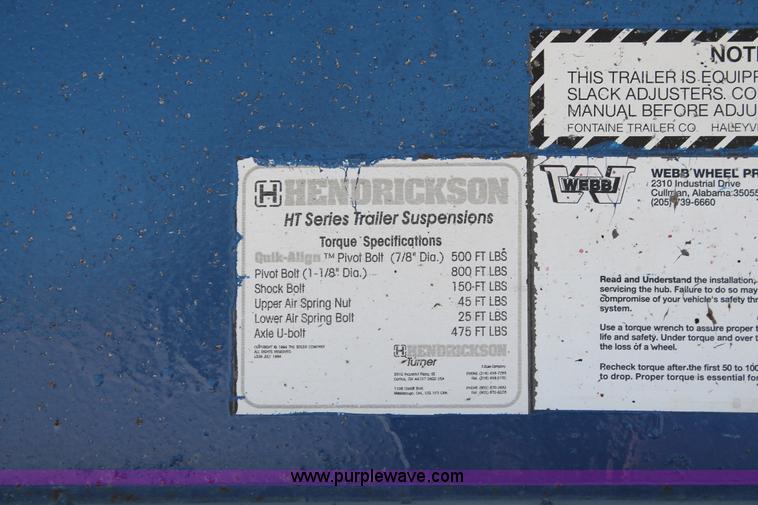 NOTI
THIS TRAILER IS EQUIPP
SLACK ADJUSTERS. CO
MANUAL BEFORE ADJU
FONTAINE TRAILER CO. HALEYV
H HENDRICKSON
HT Series Trailer Suspensions
Torque Specifications
Quik-Align™ Pivot Bolt (7/8" Dia.) 500 FT LBS
Pivot Bolt (1-1/8" Dia.) 800 FT LBS
Shock Bolt 150 FT LBS
Upper Air Spring Nut 45 FT LBS
Lower Air Spring Bolt 25 FT LBS
Axle U-bolt 475 FT LBS
ALL RIGHTS RESERVED
H HENDRICKSON
Turner
WEBB
WEBB WHEEL PR
2310 Industrial Drive
Cullman, Alabama 35055
(205) 739-6660
Read and Understand the installation,
servicing the hub. Failure to do so may
compromise of your vehicle's safety thr
system.
Use a torque wrench to assure proper t
life and safety. Under torque and over t
the loss of a wheel.
Recheck torque after the first 50 to 100
to drop. Proper torque is essential for
www.purplewave.com